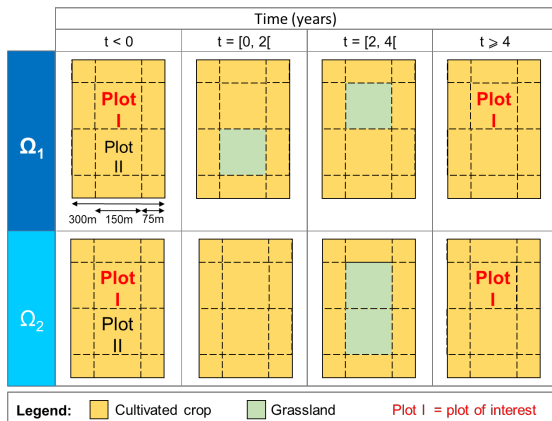 Time (years)
t < 0
t = [0, 2[
t = [2, 4[
t ⩾ 4
Ω1
Plot
I
Plot
II
300m
150m
75m
Plot
I
Ω2
Plot
I
Plot
II
Plot
I
Legend:
Cultivated crop
Grassland
Plot I = plot of interest